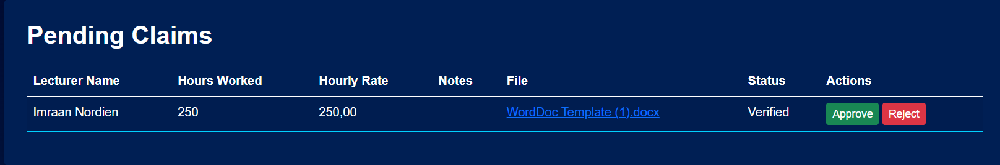 Pending Claims
Lecturer Name Hours Worked Hourly Rate Notes File Status Actions
Imraan Nordien 250 250,00 WordDoc Template (1).docx Verified Approve Reject